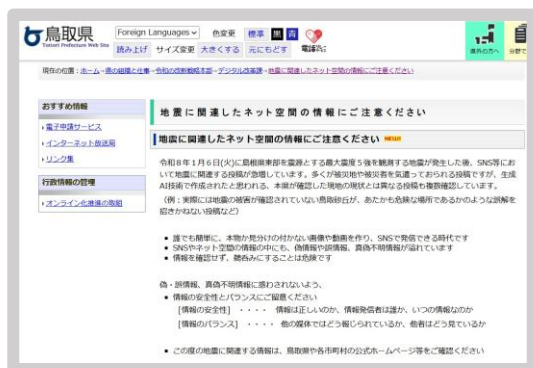 鳥取県
Tottori Prefecture Web Site
Foreign Languages
色変更 標準 黒 青
読み上げ サイズ変更 大きくする 元にもどす
県外の方へ
現在の位置:ホーム
県の組織と仕事
デジタル改革課
地震に関連したネット空間の情報にご注意ください
おすすめ情報
電子申請サービス
インターネット放送局
リンク集
行政情報の管理
オンライン化推進の取組
地震に関連したネット空間の情報にご注意ください
地震に関連したネット空間の情報にご注意ください
令和8年1月6日(火)に島根県東部を震源とする最大震度5強を観測する地震が発生した後、SNS等にお
いて地震に関連する投稿が急増しています。多くが被災地や被災者を気遣っておられる投稿ですが、生成
AI技術で作成されたと思われる、本県が確認した現地の現状とは異なる投稿も複数確認しています。
(例:実際には地震の被害が確認されていない鳥取砂丘が、あたかも危険な場所であるかのような誤解を
招きかねない投稿など)
• 誰でも簡単に、本物か見分けの付かない画像や動画を作り、SNSで発信できる時代です
• SNSやネット空間の情報の中にも、偽情報や誤情報、真偽不明情報が溢れています
• 情報を確認せず、鵜呑みにすることは危険です
偽・誤情報、真偽不明情報に惑わされないよう、
• 情報の安全性とバランスにご留意ください
[情報の安全性] ・・・・ 情報は正しいのか、情報発信者は誰か、いつの情報なのか
[情報のバランス] ・・・・ 他の媒体ではどう報じられているか、他者はどう見ているか
• この度の地震に関連する情報は、鳥取県や各市町村の公式ホームページ等をご確認ください